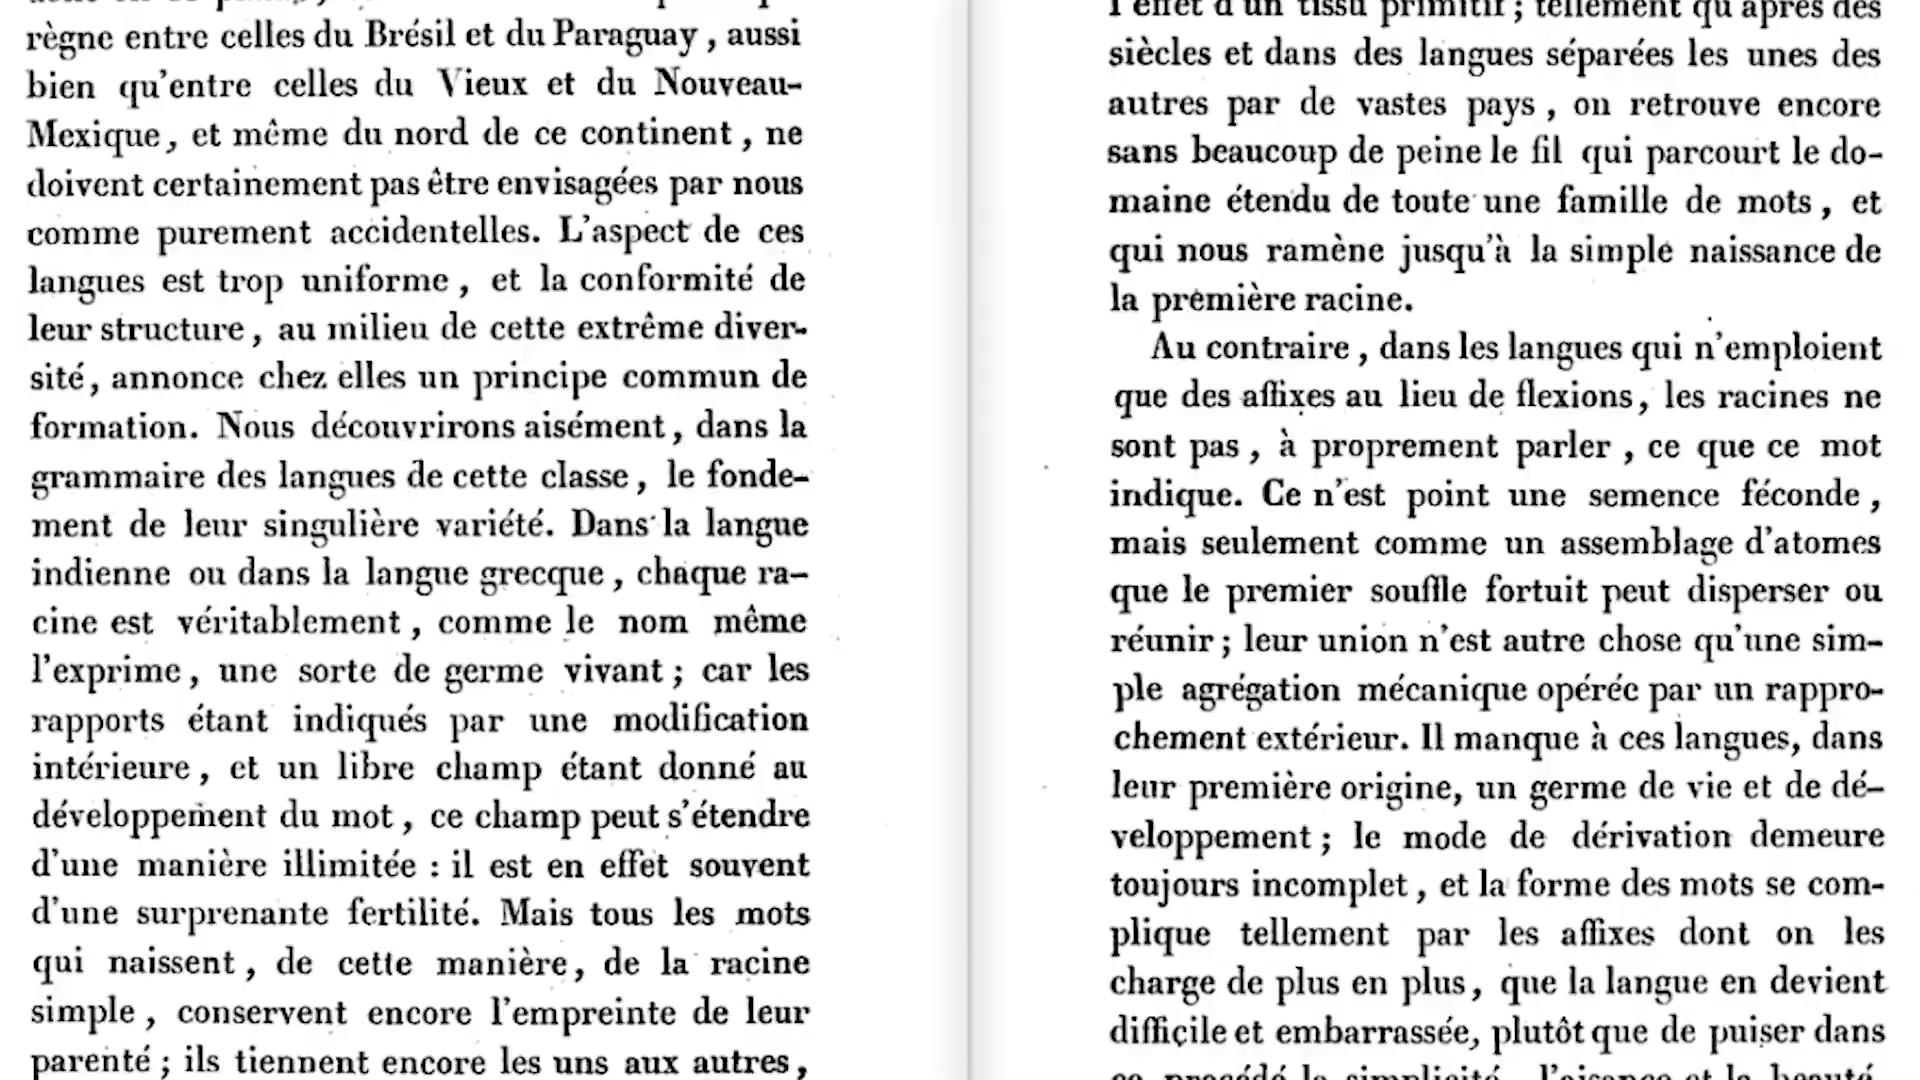 règne entre celles du Brésil et du Paraguay, aussi
bien qu'entre celles du Vieux et du Nouveau-
Mexique, et même du nord de ce continent, ne
doivent certainement pas être envisagées par nous
comme purement accidentelles. L'aspect de ces
langues est trop uniforme, et la conformité de
leur structure, au milieu de cette extrême diver-
sité, annonce chez elles un principe commun de
formation. Nous découvrirons aisément, dans la
grammaire des langues de cette classe, le fonde-
ment de leur singulière variété. Dans la langue
indienne ou dans la langue grecque, chaque ra-
cine est véritablement, comme le nom même
l'exprime, une sorte de germe vivant; car les
rapports étant indiqués par une modification
intérieure, et un libre champ étant donné au
développement du mot, ce champ peut s'étendre
d'une manière illimitée : il est en effet souvent
d'une surprenante fertilité. Mais tous les mots
qui naissent, de cette manière, de la racine
simple, conservent encore l'empreinte de leur
parenté; ils tiennent encore les uns aux autres,
l'effet d'un tissu primitif; tellement qu'après des
siècles et dans des langues séparées les unes des
autres par de vastes pays, on retrouve encore
sans beaucoup de peine le fil qui parcourt le do-
maine étendu de toute une famille de mots, et
qui nous ramène jusqu'à la simple naissance de
la première racine.
Au contraire, dans les langues qui n'emploient
que des affixes au lieu de flexions, les racines ne
sont pas, à proprement parler, ce que ce mot
indique. Ce n'est point une semence féconde,
mais seulement comme un assemblage d'atomes
que le premier souffle fortuit peut disperser ou
réunir; leur union n'est autre chose qu'une sim-
ple agrégation mécanique opérée par un rappro-
chement extérieur. Il manque à ces langues, dans
leur première origine, un germe de vie et de dé-
veloppement; le mode de dérivation demeure
toujours incomplet, et la forme des mots se com-
plique tellement par les affixes dont on les
charge de plus en plus, que la langue en devient
difficile et embarrassée, plutôt que de puiser dans
ce procédé la simplicité, l'aisance et la beauté